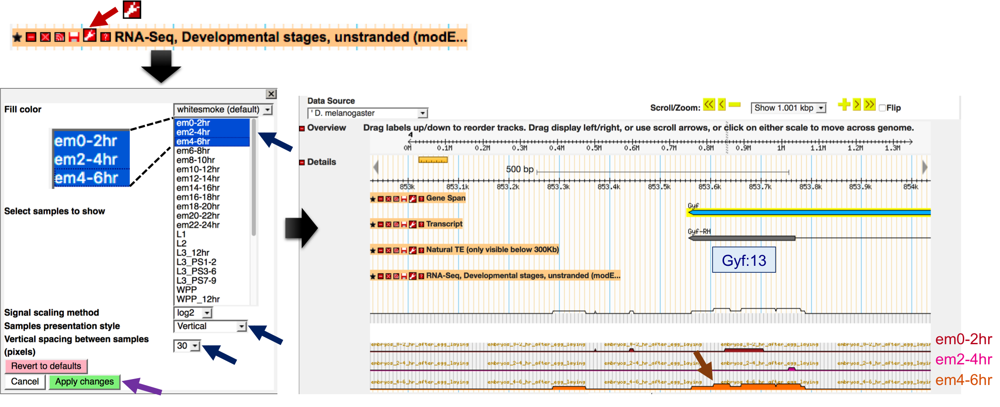 RNA-Seq, Developmental stages, unstranded (modE...
Fill color
whitesmoke (default)
em0-2hr
em2-4hr
em4-6hr
em0-2hr
em2-4hr
em4-6hr
em6-8hr
em8-10hr
em10-12hr
em12-14hr
em14-16hr
em16-18hr
em18-20hr
em20-22hr
em22-24hr
L1
L2
L3_12hr
L3_PS1-2
L3_PS3-6
L3_PS7-9
WPP
WPP_12hr
Select samples to show
Signal scaling method
log2
Samples presentation style
Vertical
Vertical spacing between samples
(pixels)
30
Revert to defaults
Cancel
Apply changes
Data Source
' D. melanogaster
Scroll/Zoom:
Show 1.001 kbp
Flip
Overview
Drag labels up/down to reorder tracks. Drag display left/right, or use scroll arrows, or click on either scale to move across genome.
4
0M 0.1M 0.2M 0.3M 0.4M 0.5M 0.6M 0.7M 0.8M 0.9M 1M 1.1M 1.2M 1.3M
Details
500 bp
853k 853.1k 853.2k 853.3k 853.4k 853.5k 853.6k 853.7k 853.8k 853.9k 854k
Gene Span
Gyf
Transcript
Gyf-RH
Natural TE (only visible below 300Kb)
Gyf:13
RNA-Seq, Developmental stages, unstranded (modE...
embryos_0-2_hr_after_egg_laying embryos_0-2_hr_after_egg_laying embryos_0-2_hr_after_egg_laying embryos_0-2_hr_after_egg_laying embryos_0-2_hr_after_egg_layin
em0-2hr
embryos_2-4_hr_after_egg_laying embryos_2-4_hr_after_egg_laying embryos_2-4_hr_after_egg_laying embryos_2-4_hr_after_egg_laying embryos_2-4_hr_after_egg_layin
em2-4hr
embryos_4-6_hr_after_egg_laying embryos_4-6_hr_after_egg_laying embryos_4-6_hr_after_egg_laying embryos_4-6_hr_after_egg_laying embryos_4-6_hr_after_egg_layin
em4-6hr